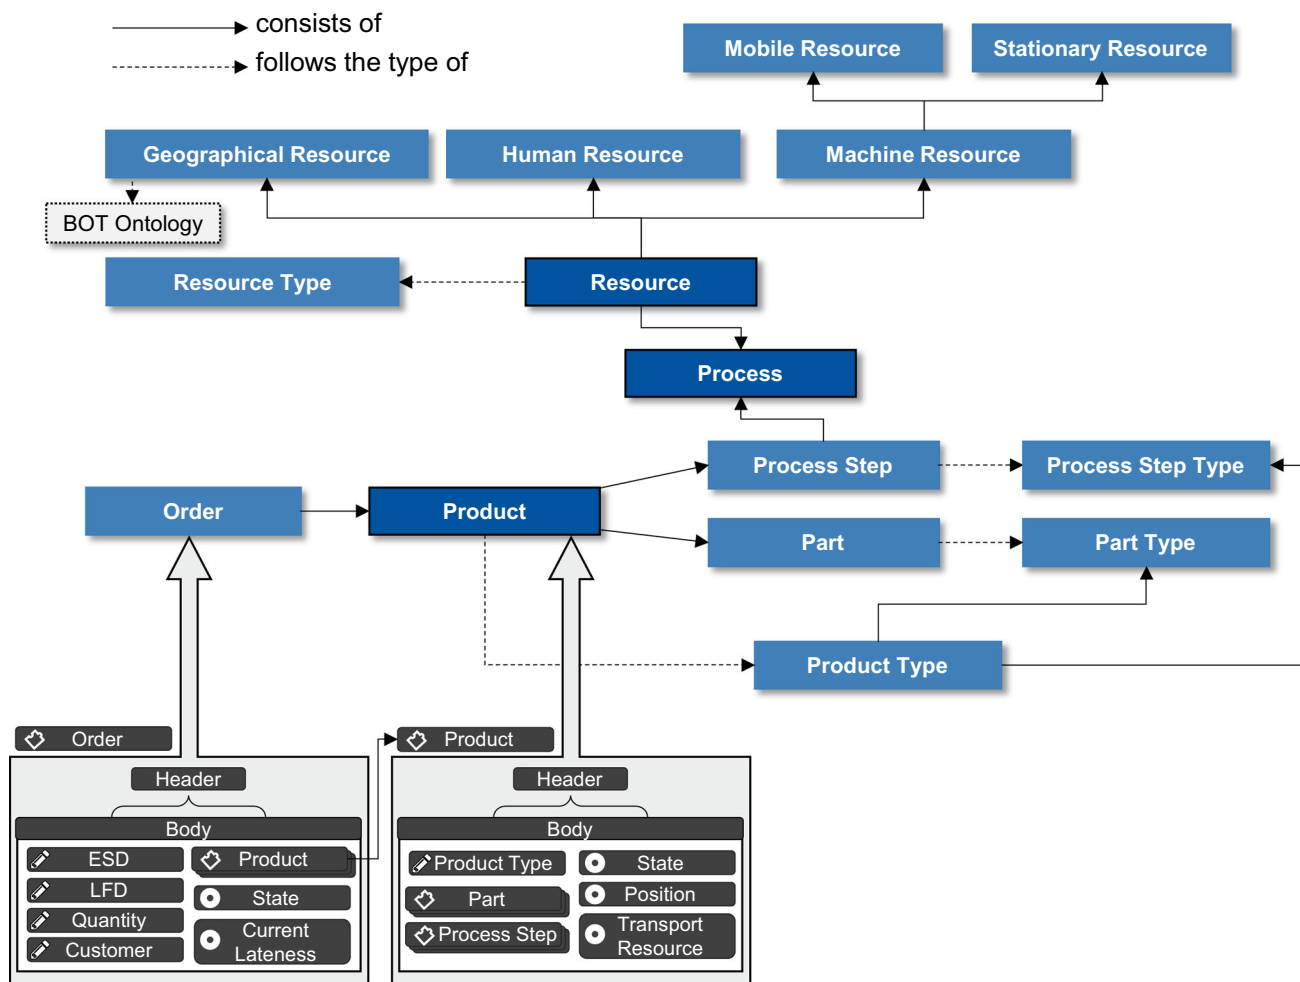 consists of
follows the type of
Mobile Resource
Stationary Resource
Geographical Resource
Human Resource
Machine Resource
BOT Ontology
Resource Type
Resource
Process
Process Step
Process Step Type
Order
Product
Part
Part Type
Product Type
Order
Header
Body
ESD
LFD
Quantity
Customer
Product
State
Current
Lateness
Product
Header
Body
Product Type
Part
Process Step
State
Position
Transport
Resource